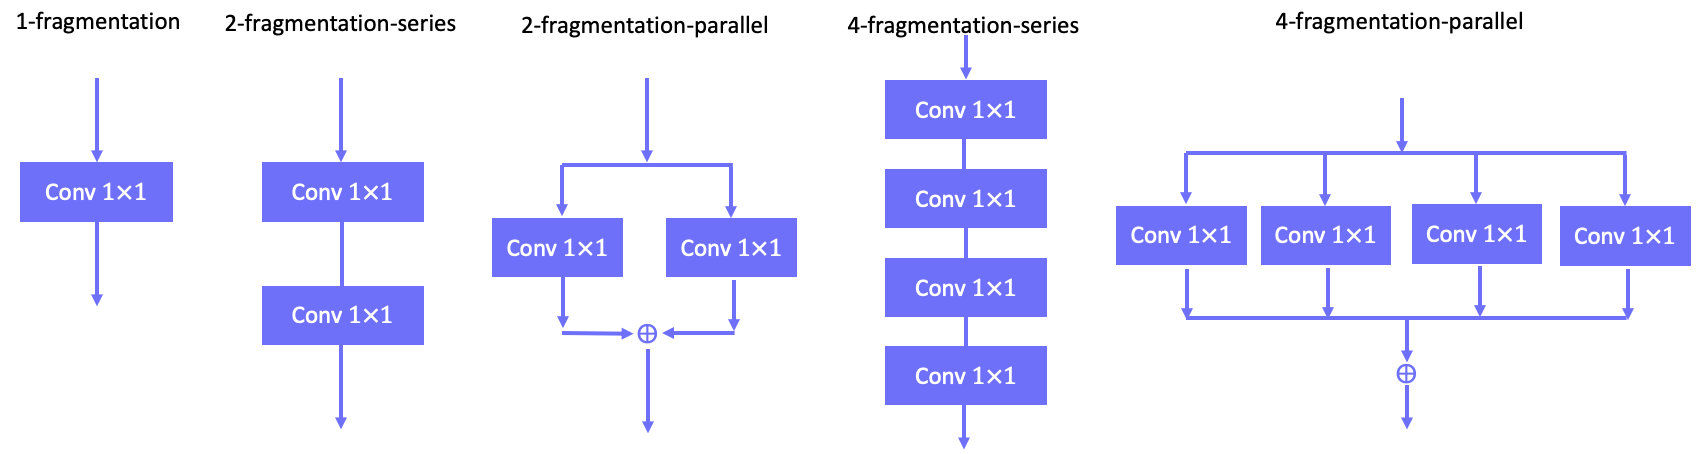 1-fragmentation
Conv 1×1
2-fragmentation-series
Conv 1×1
Conv 1×1
2-fragmentation-parallel
Conv 1×1
Conv 1×1
4-fragmentation-series
Conv 1×1
Conv 1×1
Conv 1×1
Conv 1×1
4-fragmentation-parallel
Conv 1×1
Conv 1×1
Conv 1×1
Conv 1×1